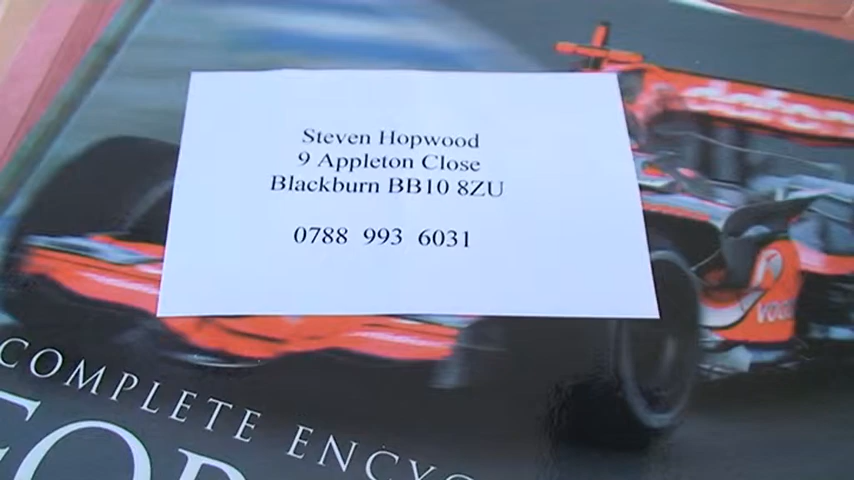 Steven Hopwood
9 Appleton Close
Blackburn BB10 8ZU
0788 993 6031
COMPLETE